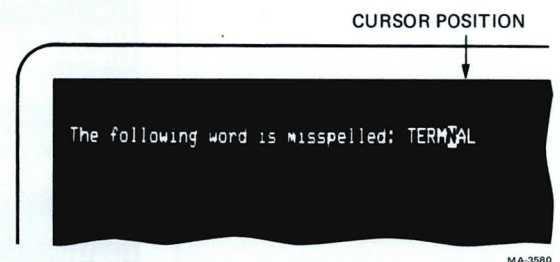 CURSOR POSITION
The following word is misspelled: TERMNAL
MA-3580